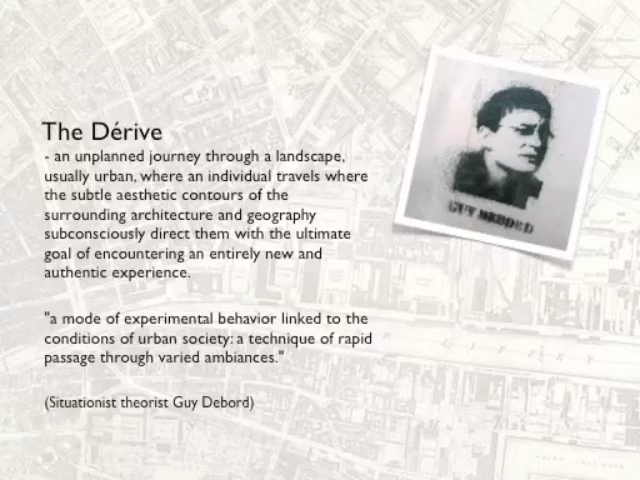 The Dérive
- an unplanned journey through a landscape,
usually urban, where an individual travels where
the subtle aesthetic contours of the
surrounding architecture and geography
subconsciously direct them with the ultimate
goal of encountering an entirely new and
authentic experience.
"a mode of experimental behavior linked to the
conditions of urban society: a technique of rapid
passage through varied ambiances."
(Situationist theorist Guy Debord)
GUY DEBORD
L I F F E Y